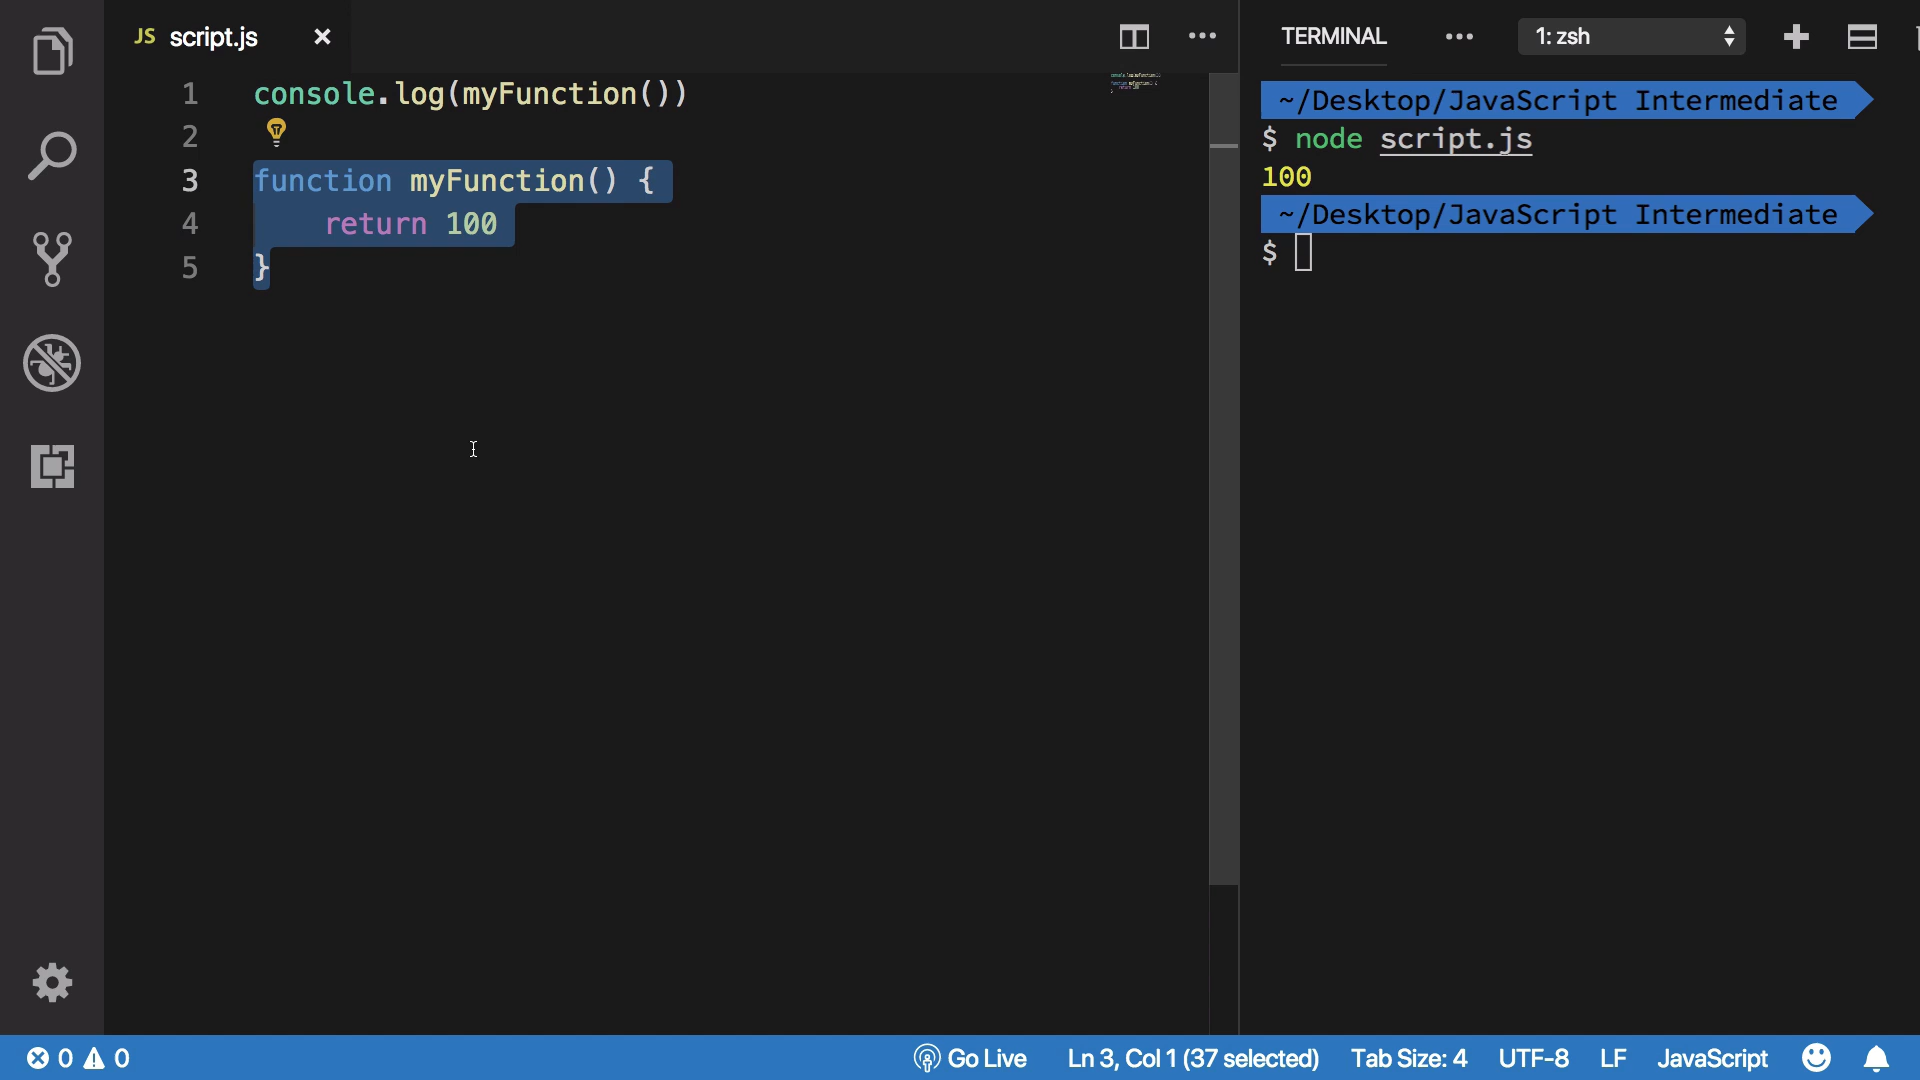 JS script.js
1 console.log(myFunction())
2
3 function myFunction() {
4 return 100
5 }
TERMINAL
1: zsh
~/Desktop/JavaScript Intermediate
$ node script.js
100
~/Desktop/JavaScript Intermediate
$
0 0
Go Live
Ln 3, Col 1 (37 selected)
Tab Size: 4
UTF-8
LF
JavaScript